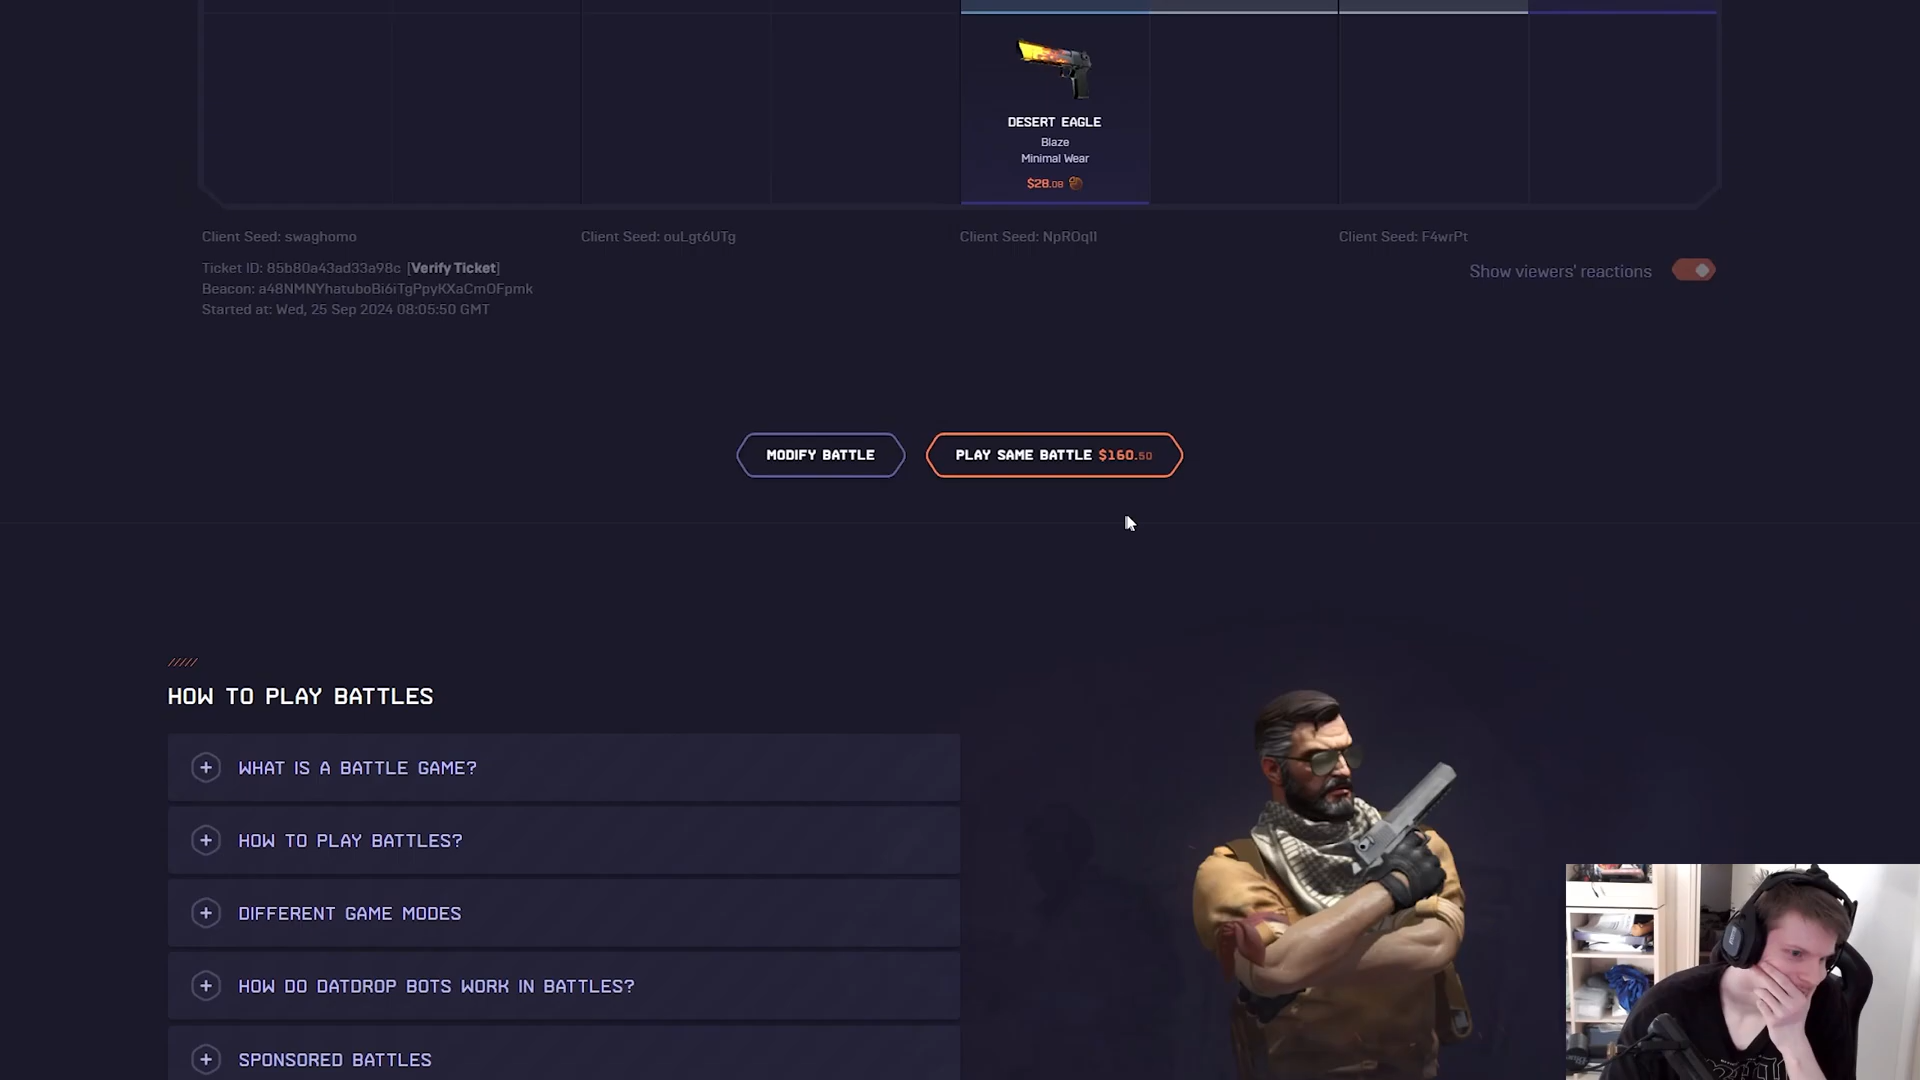 DESERT EAGLE
Blaze
Minimal Wear
$28.08
Client Seed: swaghomo
Client Seed: ouLgt6UTg
Client Seed: NpROqll
Client Seed: F4wrPt
Ticket ID: 85b80a43ad33a98c [Verify Ticket]
Beacon: a48NMNYhatuboBi6iTgPpyKXaCmOFpmk
Started at: Wed, 25 Sep 2024 08:05:50 GMT
Show viewers' reactions
MODIFY BATTLE
PLAY SAME BATTLE $160.50
/////
HOW TO PLAY BATTLES
+ WHAT IS A BATTLE GAME?
+ HOW TO PLAY BATTLES?
+ DIFFERENT GAME MODES
+ HOW DO DATDROP BOTS WORK IN BATTLES?
+ SPONSORED BATTLES